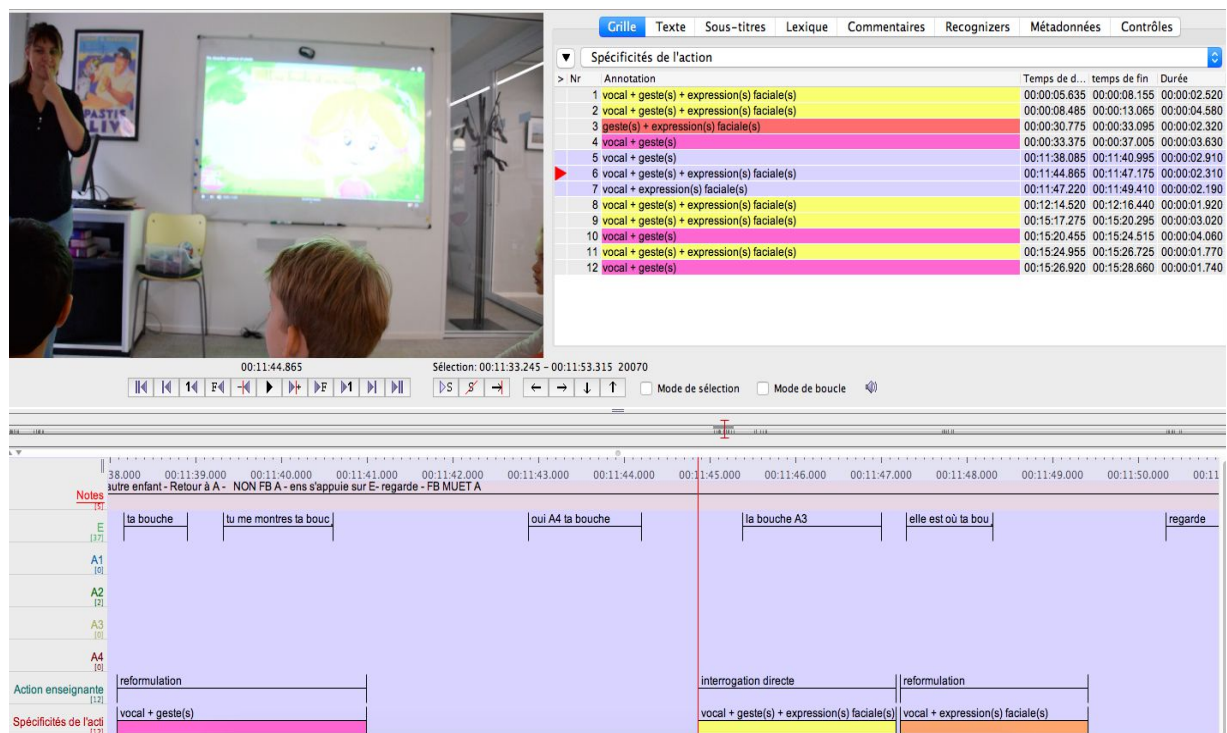 PASTIS
OLIVE
Grille Texte Sous-titres Lexique Commentaires Recognizers Métadonnées Contrôles
Spécificités de l'action
> Nr Annotation Temps de d... temps de fin Durée
1 vocal + geste(s) + expression(s) faciale(s) 00:00:05.635 00:00:08.155 00:00:02.520
2 vocal + geste(s) + expression(s) faciale(s) 00:00:08.485 00:00:13.065 00:00:04.580
3 geste(s) + expression(s) faciale(s) 00:00:30.775 00:00:33.095 00:00:02.320
4 vocal + geste(s) 00:00:33.375 00:00:37.005 00:00:03.630
5 vocal + geste(s) 00:11:38.085 00:11:40.995 00:00:02.910
6 vocal + geste(s) + expression(s) faciale(s) 00:11:44.865 00:11:47.175 00:00:02.310
7 vocal + expression(s) faciale(s) 00:11:47.220 00:11:49.410 00:00:02.190
8 vocal + geste(s) + expression(s) faciale(s) 00:12:14.520 00:12:16.440 00:00:01.920
9 vocal + geste(s) + expression(s) faciale(s) 00:15:17.275 00:15:20.295 00:00:03.020
10 vocal + geste(s) 00:15:20.455 00:15:24.515 00:00:04.060
11 vocal + geste(s) + expression(s) faciale(s) 00:15:24.955 00:15:26.725 00:00:01.770
12 vocal + geste(s) 00:15:26.920 00:15:28.660 00:00:01.740
00:11:44.865 Sélection: 00:11:33.245 - 00:11:53.315 20070
1 F F 1 S S Mode de sélection Mode de boucle
38.000 00:11:39.000 00:11:40.000 00:11:41.000 00:11:42.000 00:11:43.000 00:11:44.000 00:11:45.000 00:11:46.000 00:11:47.000 00:11:48.000 00:11:49.000 00:11:50.000 00:11
Notes autre enfant - Retour à A - NON FB A - ens s'appuie sur E- regarde - FB MUET A
[5]
E ta bouche tu me montres ta bouc oui A4 ta bouche la bouche A3 elle est où ta bou regarde
[37]
A1
[0]
A2
[2]
A3
[0]
A4
[0]
Action enseignante reformulation interrogation directe reformulation
[12]
Spécificités de l'acti vocal + geste(s) vocal + geste(s) + expression(s) faciale(s) vocal + expression(s) faciale(s)
[12]